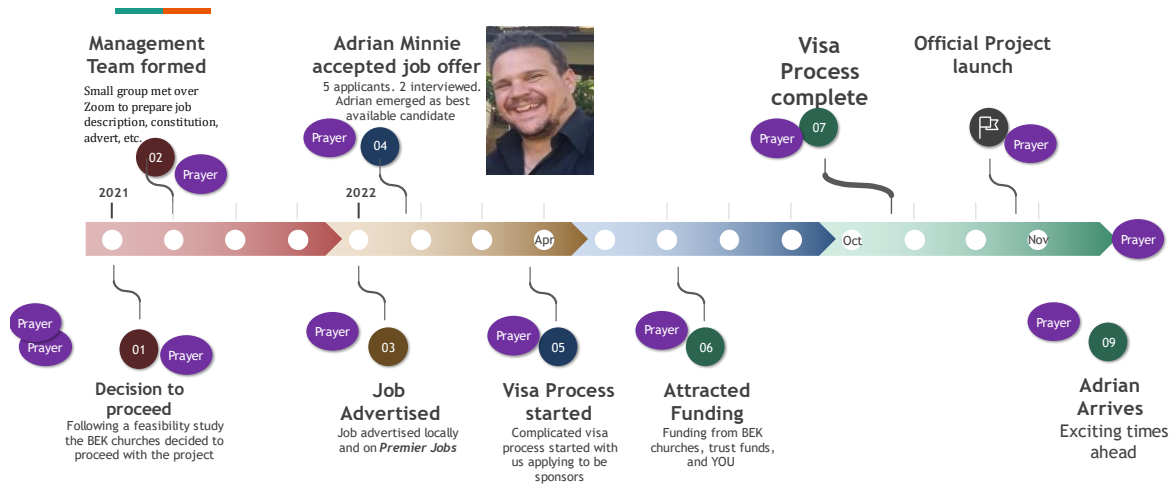 Management
Team formed
Small group met over
Zoom to prepare job
description, constitution,
advert, etc.
02
Prayer
Adrian Minnie
accepted job offer
5 applicants. 2 interviewed.
Adrian emerged as best
available candidate
Prayer
04
Visa
Process
complete
Prayer
07
Official Project
launch
Prayer
2021
2022
Apr
Oct
Nov
Prayer
Prayer
Prayer
01
Prayer
Decision to
proceed
Following a feasibility study
the BEK churches decided to
proceed with the project
Prayer
03
Job
Advertised
Job advertised locally
and on Premier Jobs
Prayer
05
Visa Process
started
Complicated visa
process started with
us applying to be
sponsors
Prayer
06
Attracted
Funding
Funding from BEK
churches, trust funds,
and YOU
Prayer
09
Adrian
Arrives
Exciting times
ahead